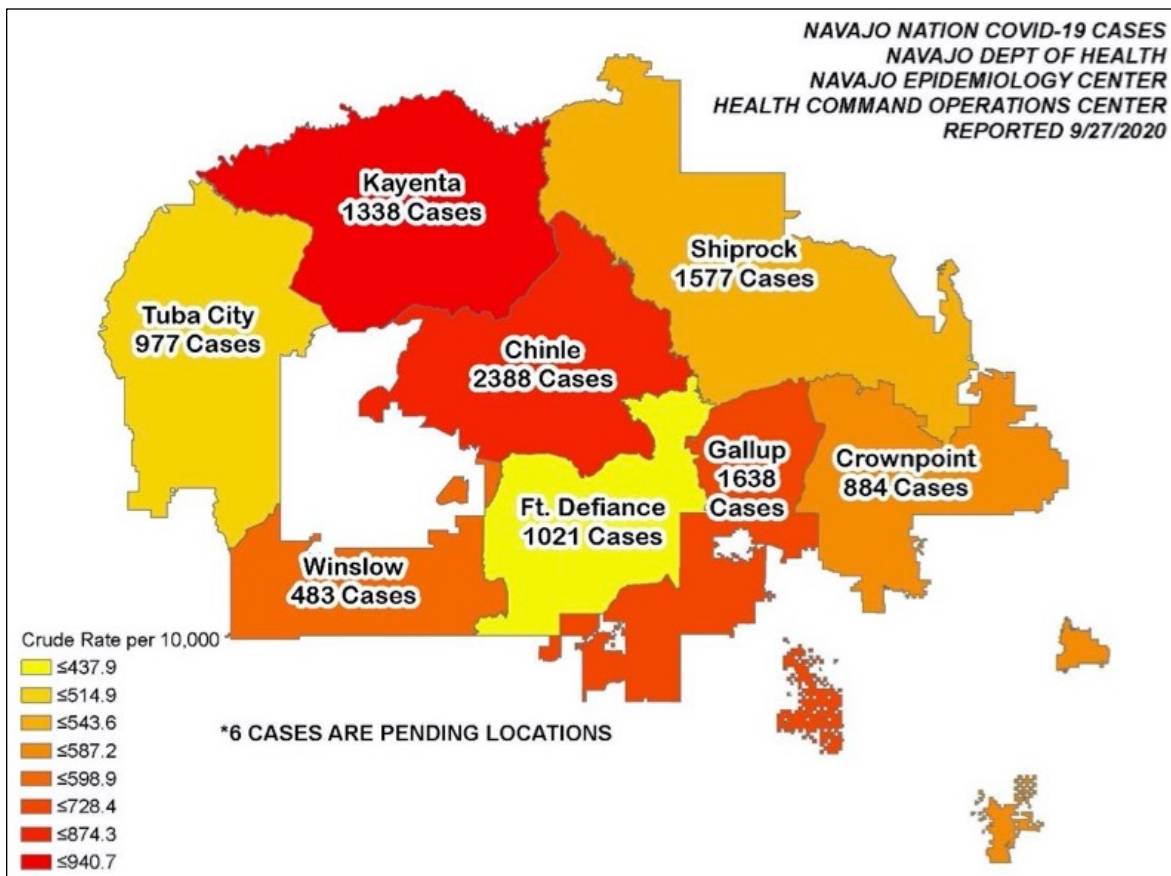 NAVAJO NATION COVID-19 CASES
NAVAJO DEPT OF HEALTH
NAVAJO EPIDEMIOLOGY CENTER
HEALTH COMMAND OPERATIONS CENTER
REPORTED 9/27/2020
Kayenta
1338 Cases
Shiprock
1577 Cases
Tuba City
977 Cases
Chinle
2388 Cases
Gallup
1638
Cases
Crownpoint
884 Cases
Ft. Defiance
1021 Cases
Winslow
483 Cases
Crude Rate per 10,000
≤437.9
≤514.9
≤543.6
≤587.2
≤598.9
≤728.4
≤874.3
≤940.7
*6 CASES ARE PENDING LOCATIONS